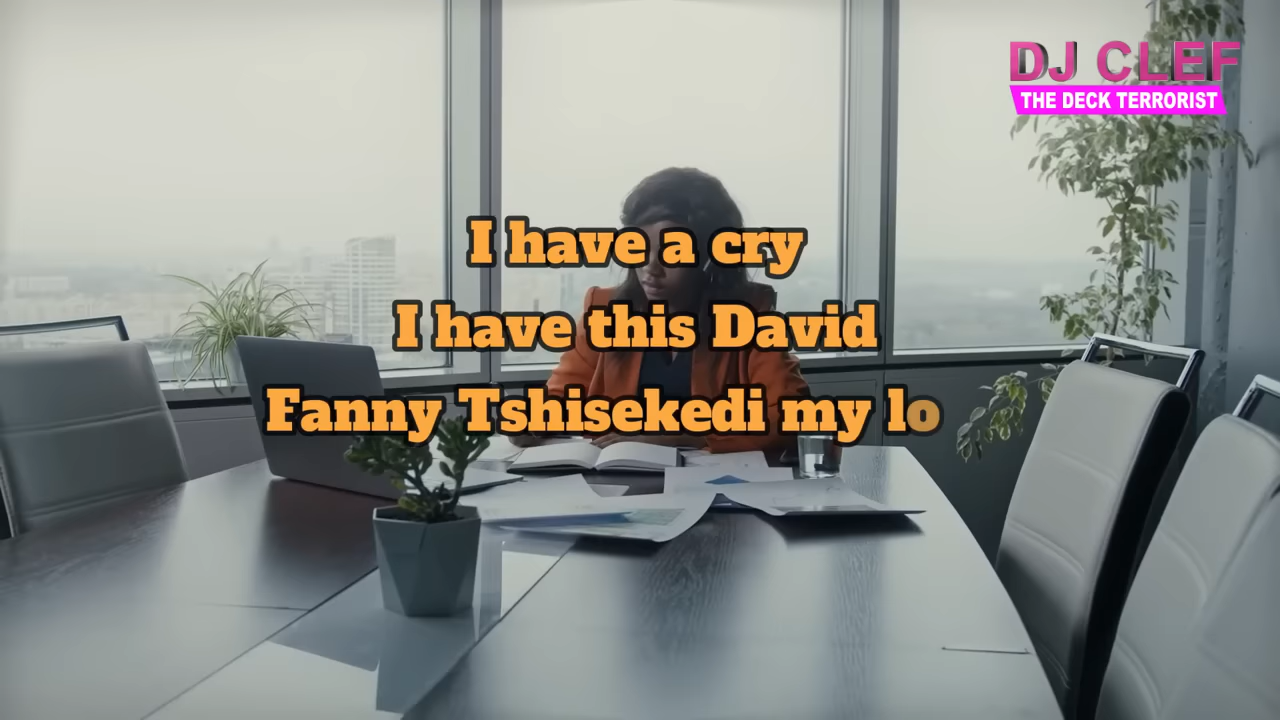 DJ CLEF
THE DECK TERRORIST
I have a cry
I have this David
Fanny Tshisekedi my lo